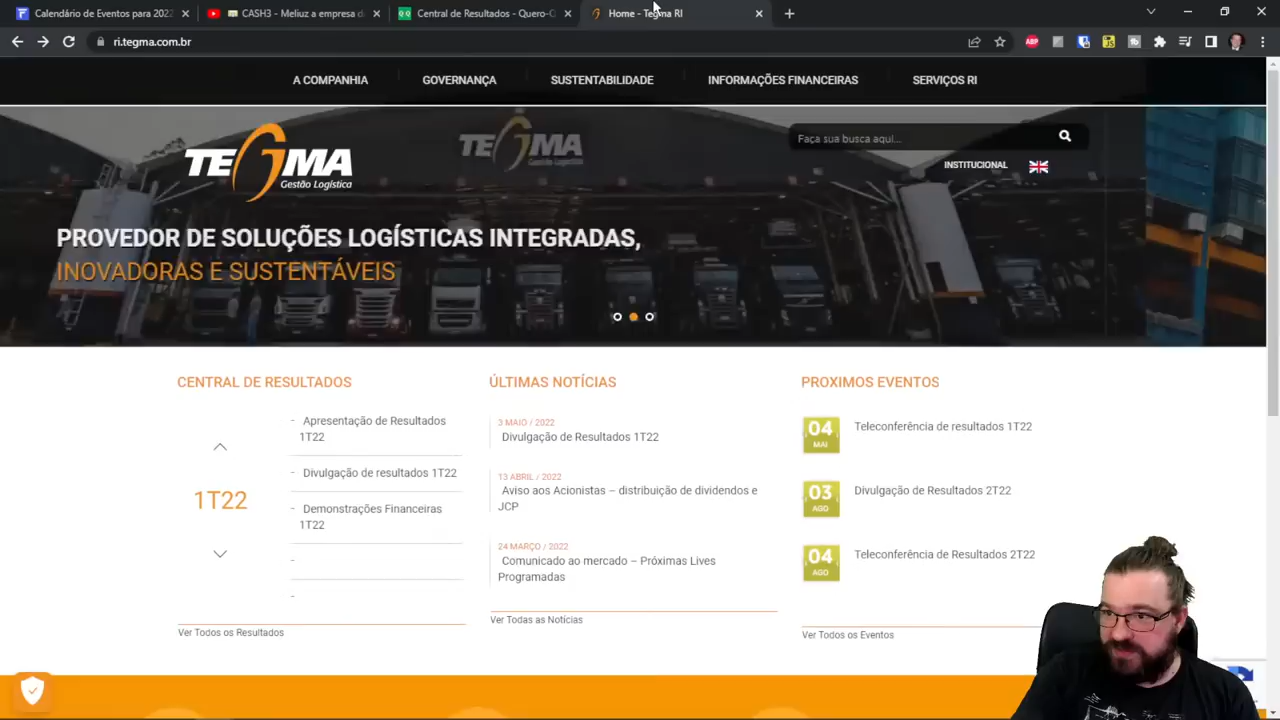 Calendário de Eventos para 2022
CASH3 - Meliuz a empresa d
Central de Resultados - Quero-Q
Home - Tegma RI
ri.tegma.com.br
ABP
A COMPANHIA
GOVERNANÇA
SUSTENTABILIDADE
INFORMAÇÕES FINANCEIRAS
SERVIÇOS RI
TEGMA
Gestão Logística
TEGMA
Gestão Logística
Faça sua busca aqui...
INSTITUCIONAL
PROVEDOR DE SOLUÇÕES LOGÍSTICAS INTEGRADAS,
INOVADORAS E SUSTENTÁVEIS
CENTRAL DE RESULTADOS
1T22
- Apresentação de Resultados
1T22
- Divulgação de resultados 1T22
- Demonstrações Financeiras
1T22
-
-
Ver Todos os Resultados
ÚLTIMAS NOTÍCIAS
3 MAIO / 2022
Divulgação de Resultados 1T22
13 ABRIL / 2022
Aviso aos Acionistas – distribuição de dividendos e
JCP
24 MARÇO / 2022
Comunicado ao mercado – Próximas Lives
Programadas
Ver Todas as Notícias
PROXIMOS EVENTOS
04
MAI
Teleconferência de resultados 1T22
03
AGO
Divulgação de Resultados 2T22
04
AGO
Teleconferência de Resultados 2T22
Ver Todos os Eventos